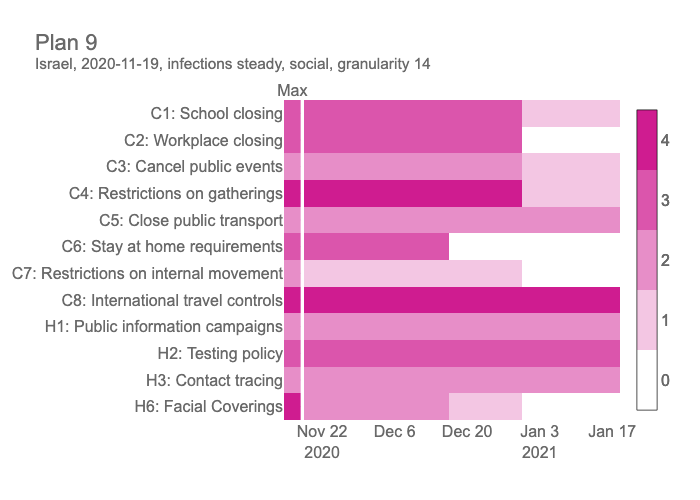 Plan 9
Israel, 2020-11-19, infections steady, social, granularity 14
Max
C1: School closing
C2: Workplace closing
C3: Cancel public events
C4: Restrictions on gatherings
C5: Close public transport
C6: Stay at home requirements
C7: Restrictions on internal movement
C8: International travel controls
H1: Public information campaigns
H2: Testing policy
H3: Contact tracing
H6: Facial Coverings
Nov 22 Dec 6 Dec 20 Jan 3 Jan 17
2020 2021
4
3
2
1
0